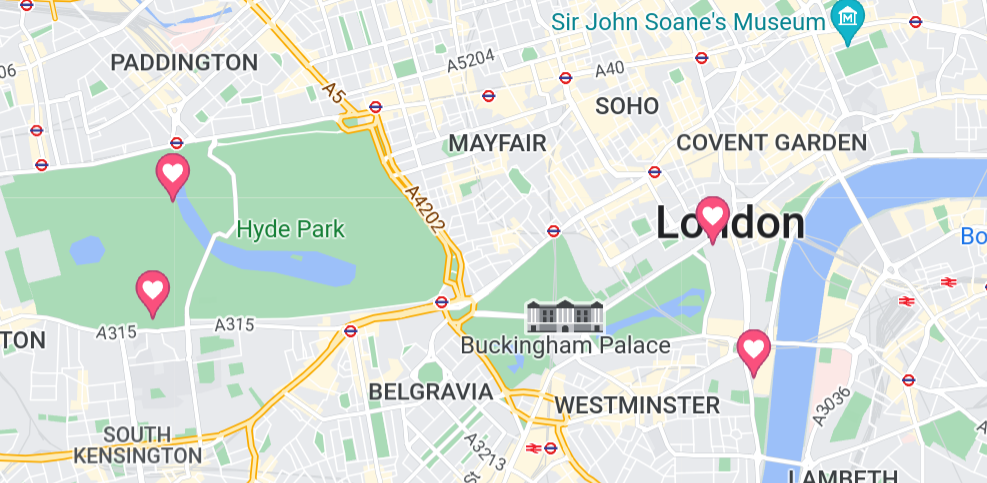 Sir John Soane's Museum
PADDINGTON
A5204
A40
06
A5
SOHO
MAYFAIR
COVENT GARDEN
A4202
London
Hyde Park
Bo
A315
A315
TON
Buckingham Palace
BELGRAVIA
WESTMINSTER
A3036
SOUTH
KENSINGTON
A3213
LAMBETH